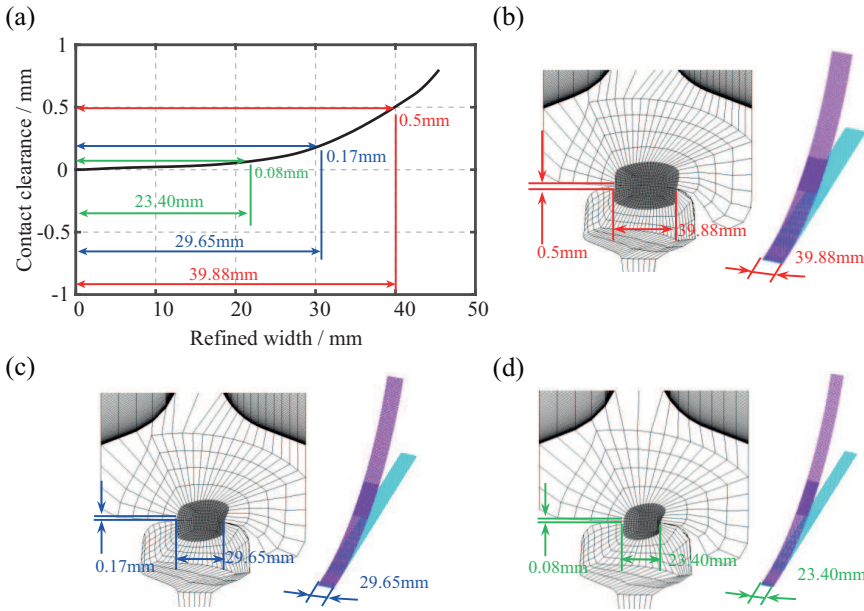 (a)
Contact clearance / mm
1
0.5
0
-0.5
-1
0.5mm
0.17mm
0.08mm
23.40mm
29.65mm
39.88mm
0 10 20 30 40 50
Refined width / mm
(b)
0.5mm
39.88mm
39.88mm
(c)
0.17mm
29.65mm
29.65mm
(d)
0.08mm
23.40mm
23.40mm